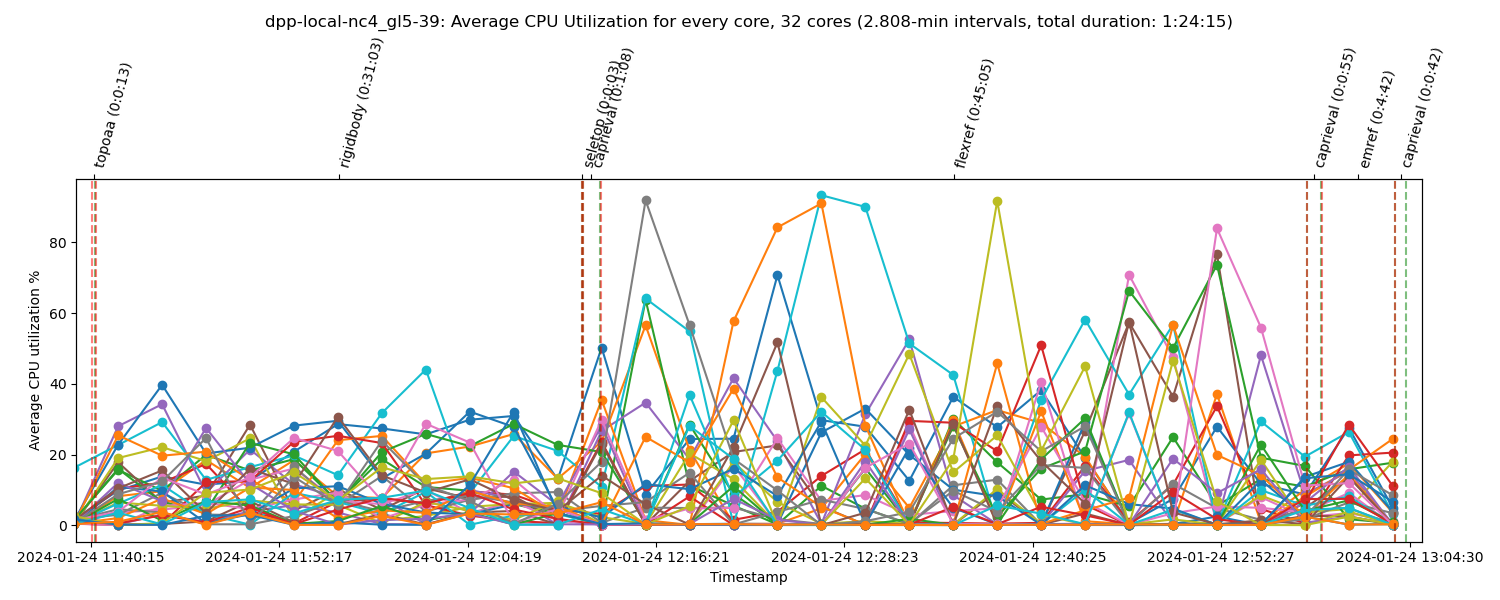 dpp-local-nc4_gl5-39: Average CPU Utilization for every core, 32 cores (2.808-min intervals, total duration: 1:24:15)
topoaa (0:0:13)
rigidbody (0:31:03)
seletop (0:0:03)
caprieval (0:1:08)
flexref (0:45:05)
caprieval (0:0:55)
emref (0:4:42)
caprieval (0:0:42)
Average CPU utilization %
80
60
40
20
0
2024-01-24 11:40:15
2024-01-24 11:52:17
2024-01-24 12:04:19
2024-01-24 12:16:21
2024-01-24 12:28:23
2024-01-24 12:40:25
2024-01-24 12:52:27
2024-01-24 13:04:30
Timestamp